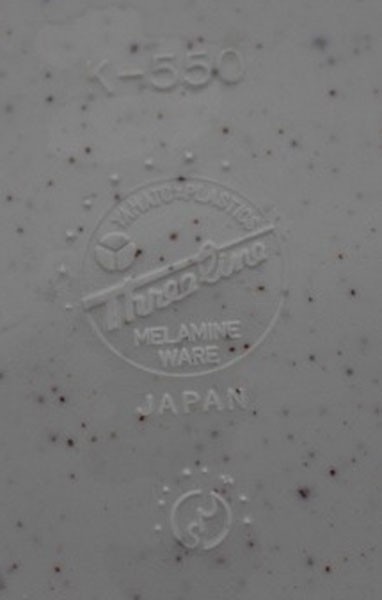 K-550
YAMATO PLASTICS
Threeline
MELAMINE
WARE
JAPAN